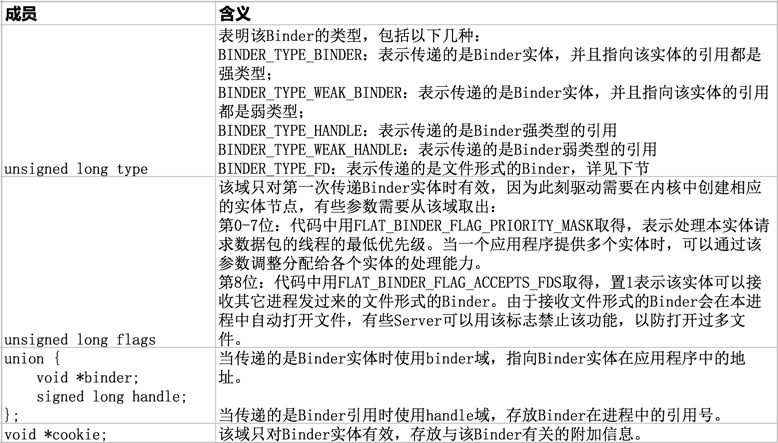 成员 含义
表明该Binder的类型，包括以下几种：
BINDER_TYPE_BINDER：表示传递的是Binder实体，并且指向该实体的引用都是
强类型；
BINDER_TYPE_WEAK_BINDER：表示传递的是Binder实体，并且指向该实体的引用
都是弱类型；
BINDER_TYPE_HANDLE：表示传递的是Binder强类型的引用
BINDER_TYPE_WEAK_HANDLE：表示传递的是Binder弱类型的引用
unsigned long type BINDER_TYPE_FD：表示传递的是文件形式的Binder，详见下节
该域只对第一次传递Binder实体时有效，因为此刻驱动需要在内核中创建相应
的实体节点，有些参数需要从该域取出：
第0-7位：代码中用FLAT_BINDER_FLAG_PRIORITY_MASK取得，表示处理本实体请
求数据包的线程的最低优先级。当一个应用程序提供多个实体时，可以通过该
参数调整分配给各个实体的处理能力。
第8位：代码中用FLAT_BINDER_FLAG_ACCEPTS_FDS取得，置1表示该实体可以接
收其它进程发过来的文件形式的Binder。由于接收文件形式的Binder会在本进
程中自动打开文件，有些Server可以用该标志禁止该功能，以防打开过多文
unsigned long flags 件。
union { 当传递的是Binder实体时使用binder域，指向Binder实体在应用程序中的地
void *binder; 址。
signed long handle;
}; 当传递的是Binder引用时使用handle域，存放Binder在进程中的引用号。
void *cookie; 该域只对Binder实体有效，存放与该Binder有关的附加信息。